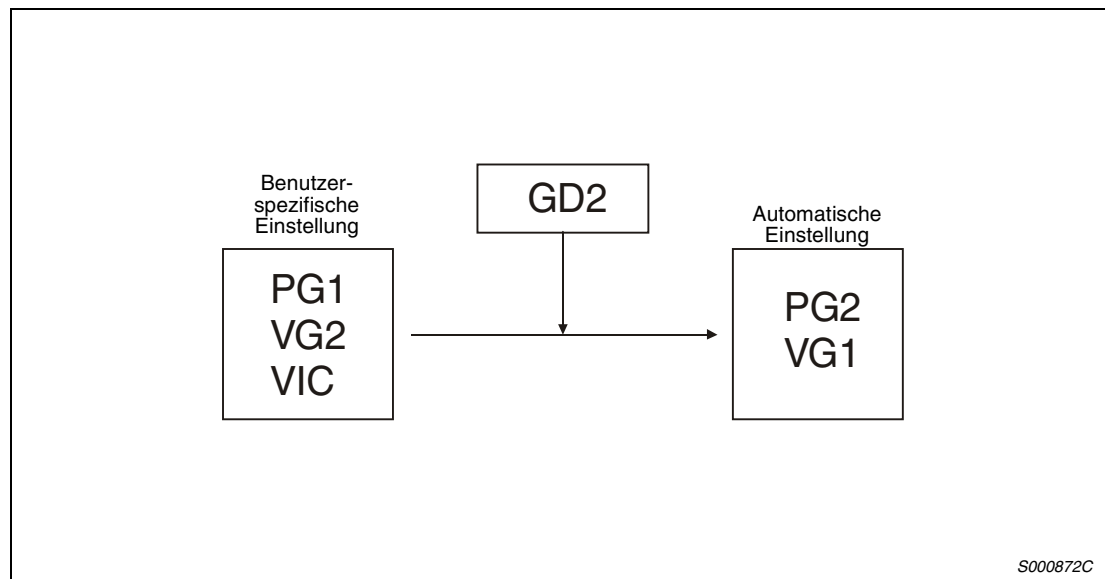 Benutzer-
spezifische
Einstellung
PG1
VG2
VIC
GD2
Automatische
Einstellung
PG2
VG1
S000872C